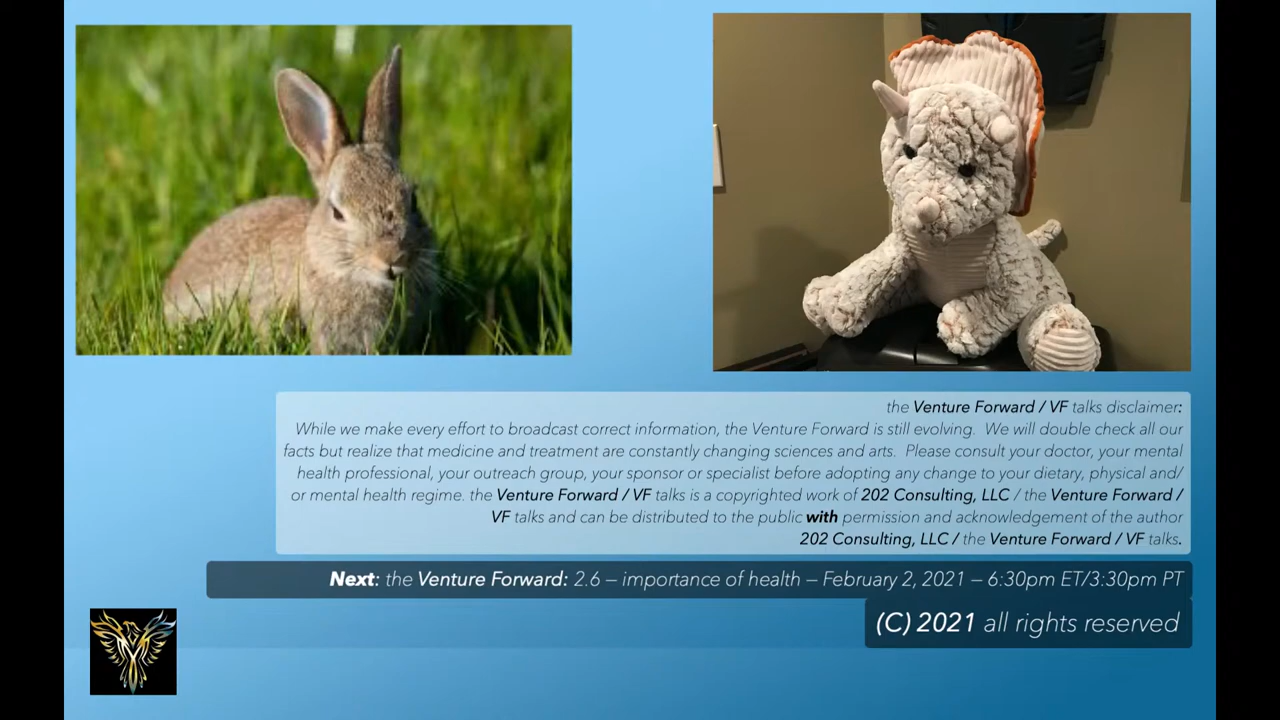 the Venture Forward / VF talks disclaimer:
While we make every effort to broadcast correct information, the Venture Forward is still evolving.  We will double check all our
facts but realize that medicine and treatment are constantly changing sciences and arts.  Please consult your doctor, your mental
health professional, your outreach group, your sponsor or specialist before adopting any change to your dietary, physical and/
or mental health regime. the Venture Forward / VF talks is a copyrighted work of 202 Consulting, LLC / the Venture Forward /
VF talks and can be distributed to the public with permission and acknowledgement of the author
202 Consulting, LLC / the Venture Forward / VF talks.
Next: the Venture Forward: 2.6 – importance of health – February 2, 2021 – 6:30pm ET/3:30pm PT
(C) 2021 all rights reserved